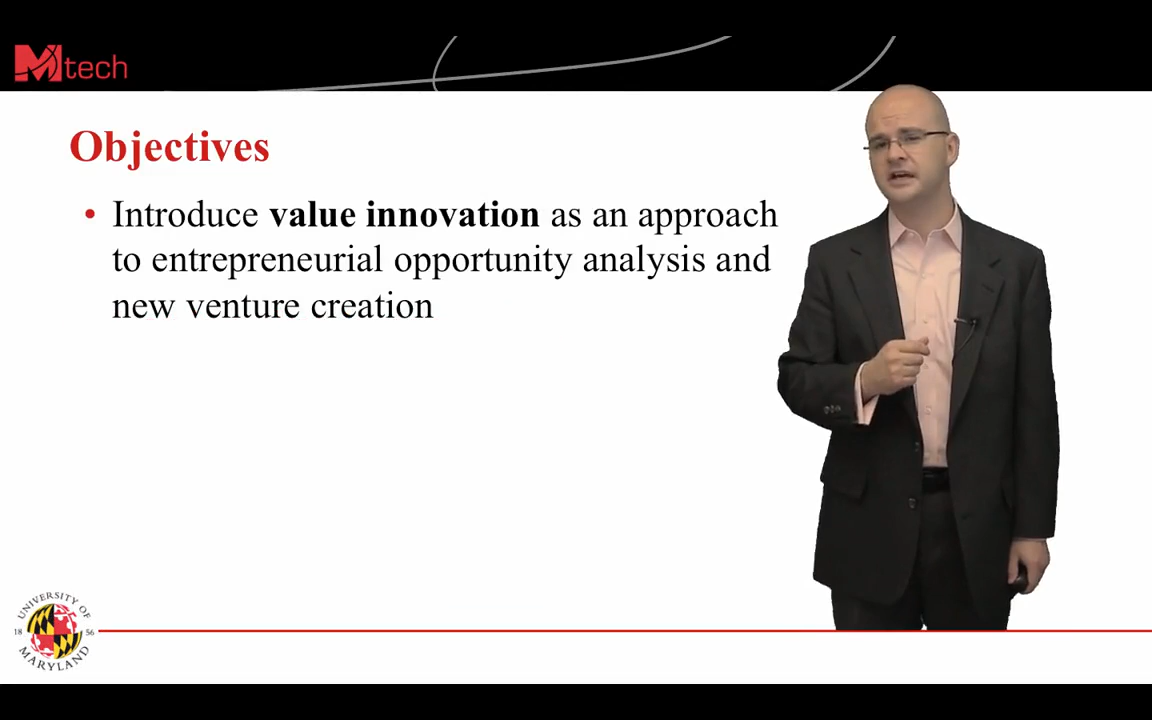 Mtech
Objectives
• Introduce value innovation as an approach
to entrepreneurial opportunity analysis and
new venture creation
UNIVERSITY OF
18 56
MARYLAND